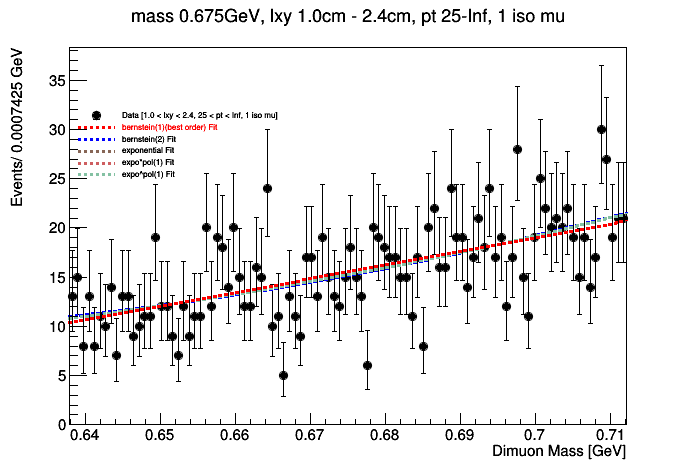 mass 0.675GeV, lxy 1.0cm - 2.4cm, pt 25-Inf, 1 iso mu
Events/ 0.0007425 GeV
35
30
25
20
15
10
5
0
Data [1.0 < lxy < 2.4, 25 < pt < Inf, 1 iso mu]
bernstein(1)(best order) Fit
bernstein(2) Fit
exponential Fit
expo*pol(1) Fit
expo^pol(1) Fit
0.64 0.65 0.66 0.67 0.68 0.69 0.7 0.71
Dimuon Mass [GeV]